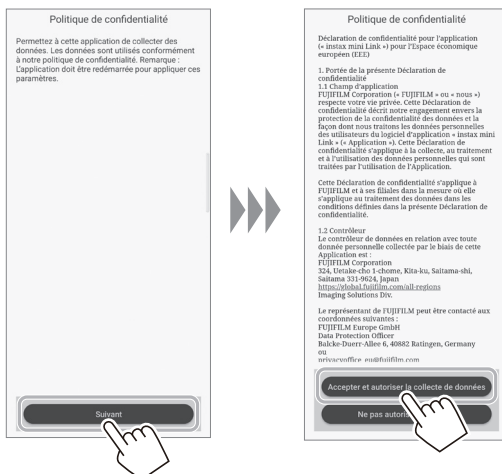 Politique de confidentialité
Permettez à cette application de collecter des
données. Les données sont utilisés conformément
à notre politique de confidentialité. Remarque :
L'application doit être redémarrée pour appliquer ces
paramètres.
Suivant
Politique de confidentialité
Déclaration de confidentialité pour l'application
(« instax mini Link ») pour l'Espace économique
européen (EEE)
1. Portée de la présente Déclaration de
confidentialité
1.1 Champ d'application
FUJIFILM Corporation (« FUJIFILM » ou « nous »)
respecte votre vie privée. Cette Déclaration de
confidentialité décrit notre engagement envers la
protection de la confidentialité des données et la
façon dont nous traitons les données personnelles
des utilisateurs du logiciel d'application « instax mini
Link » (« Application »). Cette Déclaration de
confidentialité s'applique à la collecte, au traitement
et à l'utilisation des données personnelles qui sont
traitées par l'utilisation de l'Application.
Cette Déclaration de confidentialité s'applique à
FUJIFILM et à ses filiales dans la mesure où elle
s'applique au traitement des données dans les
conditions définies dans la présente Déclaration de
confidentialité.
1.2 Contrôleur
Le contrôleur de données en relation avec toute
donnée personnelle collectée par le biais de cette
Application est :
FUJIFILM Corporation
324, Uetake-cho 1-chome, Kita-ku, Saitama-shi,
Saitama 331-9624, Japan
https://global.fujifilm.com/all-regions
Imaging Solutions Div.
Le représentant de FUJIFILM peut être contacté aux
coordonnées suivantes :
FUJIFILM Europe GmbH
Data Protection Officer
Balcke-Duerr-Allee 6, 40882 Ratingen, Germany
ou
privacyoffice_eu@fujifilm.com
Accepter et autoriser la collecte de données
Ne pas autoris